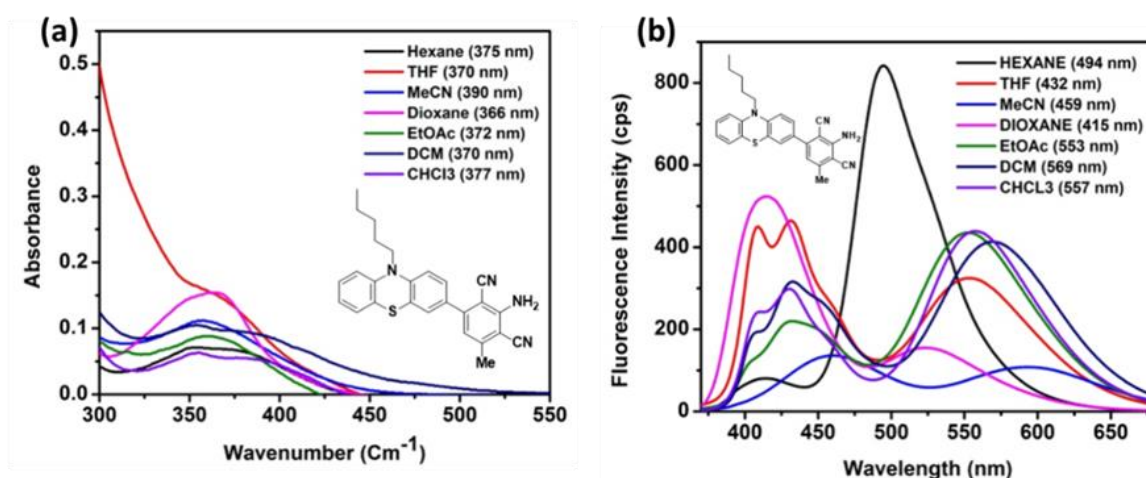 (a)
0.5
0.4
0.3
0.2
0.1
0.0
300
350
400
450
500
550
Absorbance
Wavenumber (Cm-1)
Hexane (375 nm)
THF (370 nm)
MeCN (390 nm)
Dioxane (366 nm)
EtOAc (372 nm)
DCM (370 nm)
CHCl3 (377 nm)
N
S
CN
NH2
CN
Me
(b)
800
600
400
200
0
400
450
500
550
600
650
Fluorescence Intensity (cps)
Wavelength (nm)
HEXANE (494 nm)
THF (432 nm)
MeCN (459 nm)
DIOXANE (415 nm)
EtOAc (553 nm)
DCM (569 nm)
CHCL3 (557 nm)
N
S
CN
NH2
CN
Me